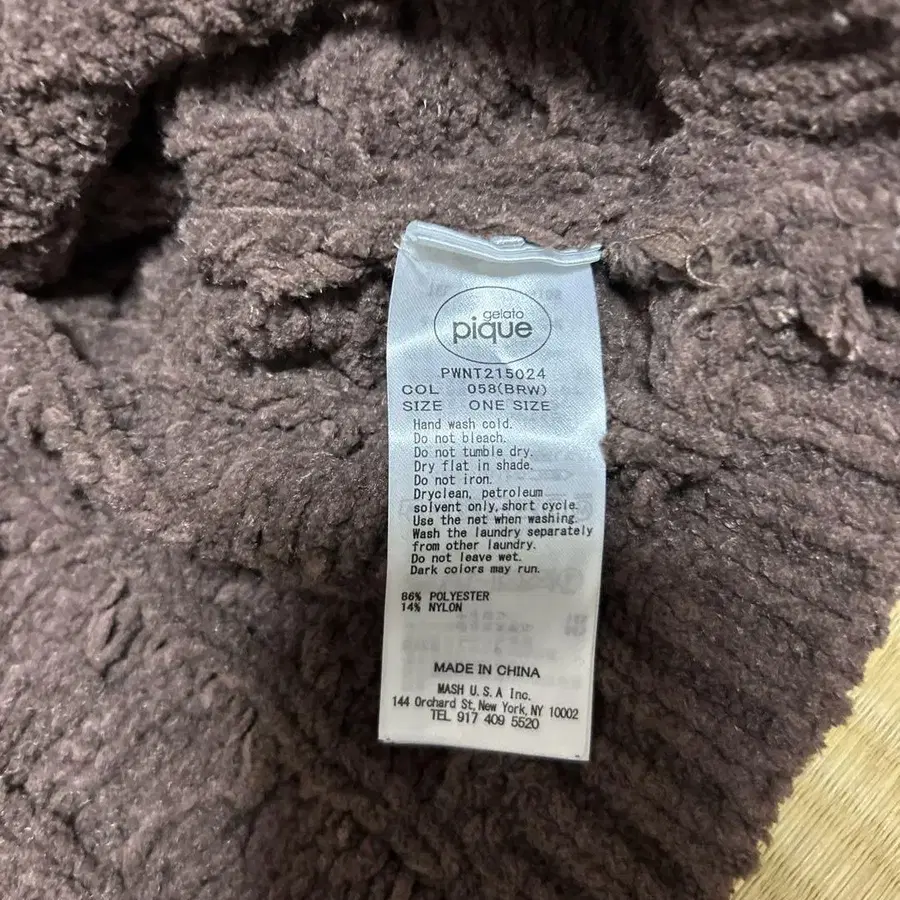 gelato
pique
PWNT215024
COL 058(BRW)
SIZE ONE SIZE
Hand wash cold.
Do not bleach.
Do not tumble dry.
Dry flat in shade.
Do not iron.
Dryclean, petroleum
solvent only, short cycle.
Use the net when washing.
Wash the laundry separately
from other laundry.
Do not leave wet.
Dark colors may run.
86% POLYESTER
14% NYLON
MADE IN CHINA
MASH U.S.A Inc.
144 Orchard St, New York, NY 10002
TEL 917 409 5520